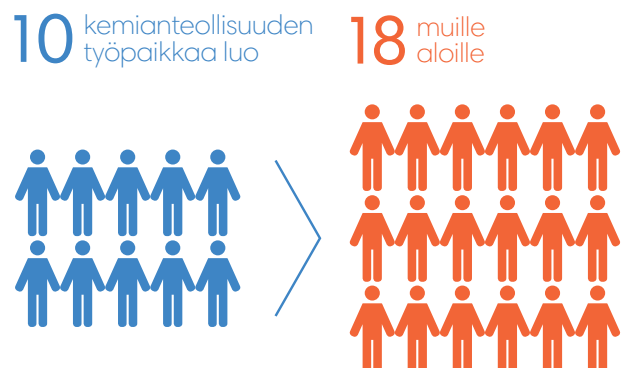 10 kemianteollisuuden
työpaikkaa luo
18 muille
aloille